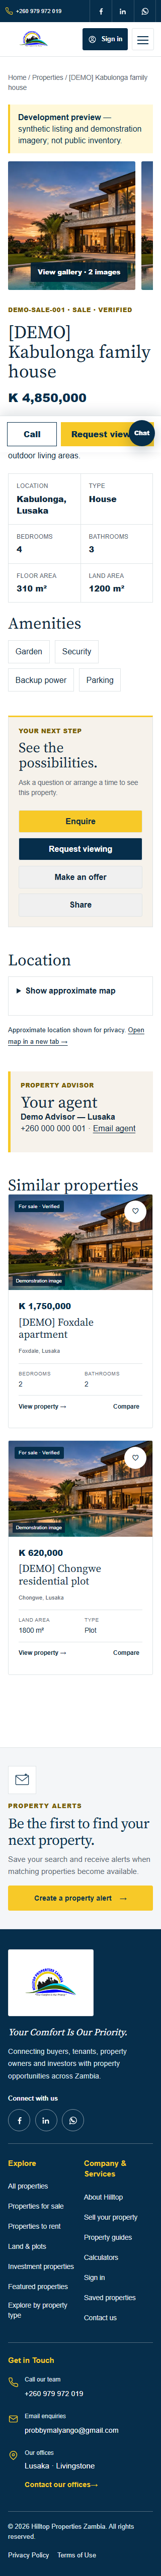 +260 979 972 019
Sign in
Home / Properties / [DEMO] Kabulonga family
house
Development preview —
synthetic listing and demonstration
imagery; not public inventory.
View gallery · 2 images
DEMO-SALE-001 · SALE · VERIFIED
[DEMO]
Kabulonga family
house
K 4,850,000
Call
Request view
Chat
outdoor living areas.
LOCATION
Kabulonga,
Lusaka
TYPE
House
BEDROOMS
4
BATHROOMS
3
FLOOR AREA
310 m²
LAND AREA
1200 m²
Amenities
Garden
Security
Backup power
Parking
YOUR NEXT STEP
See the
possibilities.
Ask a question or arrange a time to see
this property.
Enquire
Request viewing
Make an offer
Share
Location
▶ Show approximate map
Approximate location shown for privacy. Open
map in a new tab →
PROPERTY ADVISOR
Your agent
Demo Advisor — Lusaka
+260 000 000 001 · Email agent
Similar properties
For sale · Verified
Demonstration image
K 1,750,000
[DEMO] Foxdale
apartment
Foxdale, Lusaka
BEDROOMS
2
BATHROOMS
2
View property →
Compare
For sale · Verified
Demonstration image
K 620,000
[DEMO] Chongwe
residential plot
Chongwe, Lusaka
LAND AREA
1800 m²
TYPE
Plot
View property →
Compare
PROPERTY ALERTS
Be the first to find your
next property.
Save your search and receive alerts when
matching properties become available.
Create a property alert →
Your Comfort Is Our Priority.
Connecting buyers, tenants, property
owners and investors with property
opportunities across Zambia.
Connect with us
Explore
All properties
Properties for sale
Properties to rent
Land & plots
Investment properties
Featured properties
Explore by property
type
Company &
Services
About Hilltop
Sell your property
Property guides
Calculators
Sign in
Saved properties
Contact us
Get in Touch
Call our team
+260 979 972 019
Email enquiries
probbymaiyango@gmail.com
Our offices
Lusaka · Livingstone
Contact our offices→
© 2026 Hilltop Properties Zambia. All rights
reserved.
Privacy Policy
Terms of Use